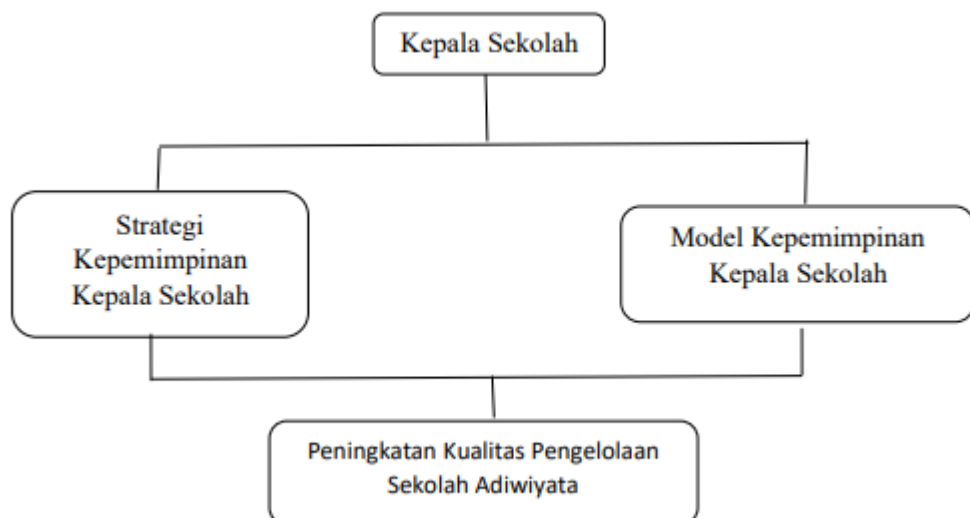 Kepala Sekolah
Strategi
Kepemimpinan
Kepala Sekolah
Model Kepemimpinan
Kepala Sekolah
Peningkatan Kualitas Pengelolaan
Sekolah Adiwiyata